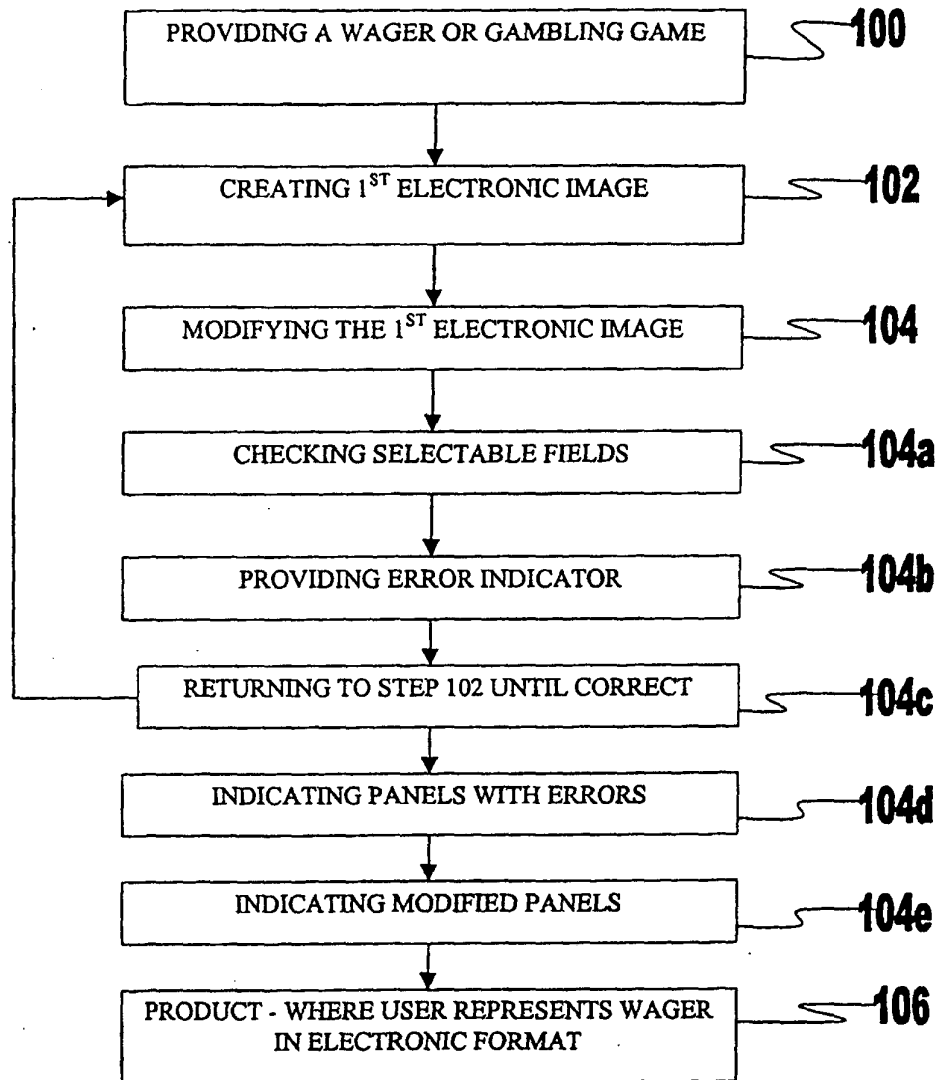 PROVIDING A WAGER OR GAMBLING GAME
100
CREATING 1ST ELECTRONIC IMAGE
102
MODIFYING THE 1ST ELECTRONIC IMAGE
104
CHECKING SELECTABLE FIELDS
104a
PROVIDING ERROR INDICATOR
104b
RETURNING TO STEP 102 UNTIL CORRECT
104c
INDICATING PANELS WITH ERRORS
104d
INDICATING MODIFIED PANELS
104e
PRODUCT - WHERE USER REPRESENTS WAGER
IN ELECTRONIC FORMAT
106